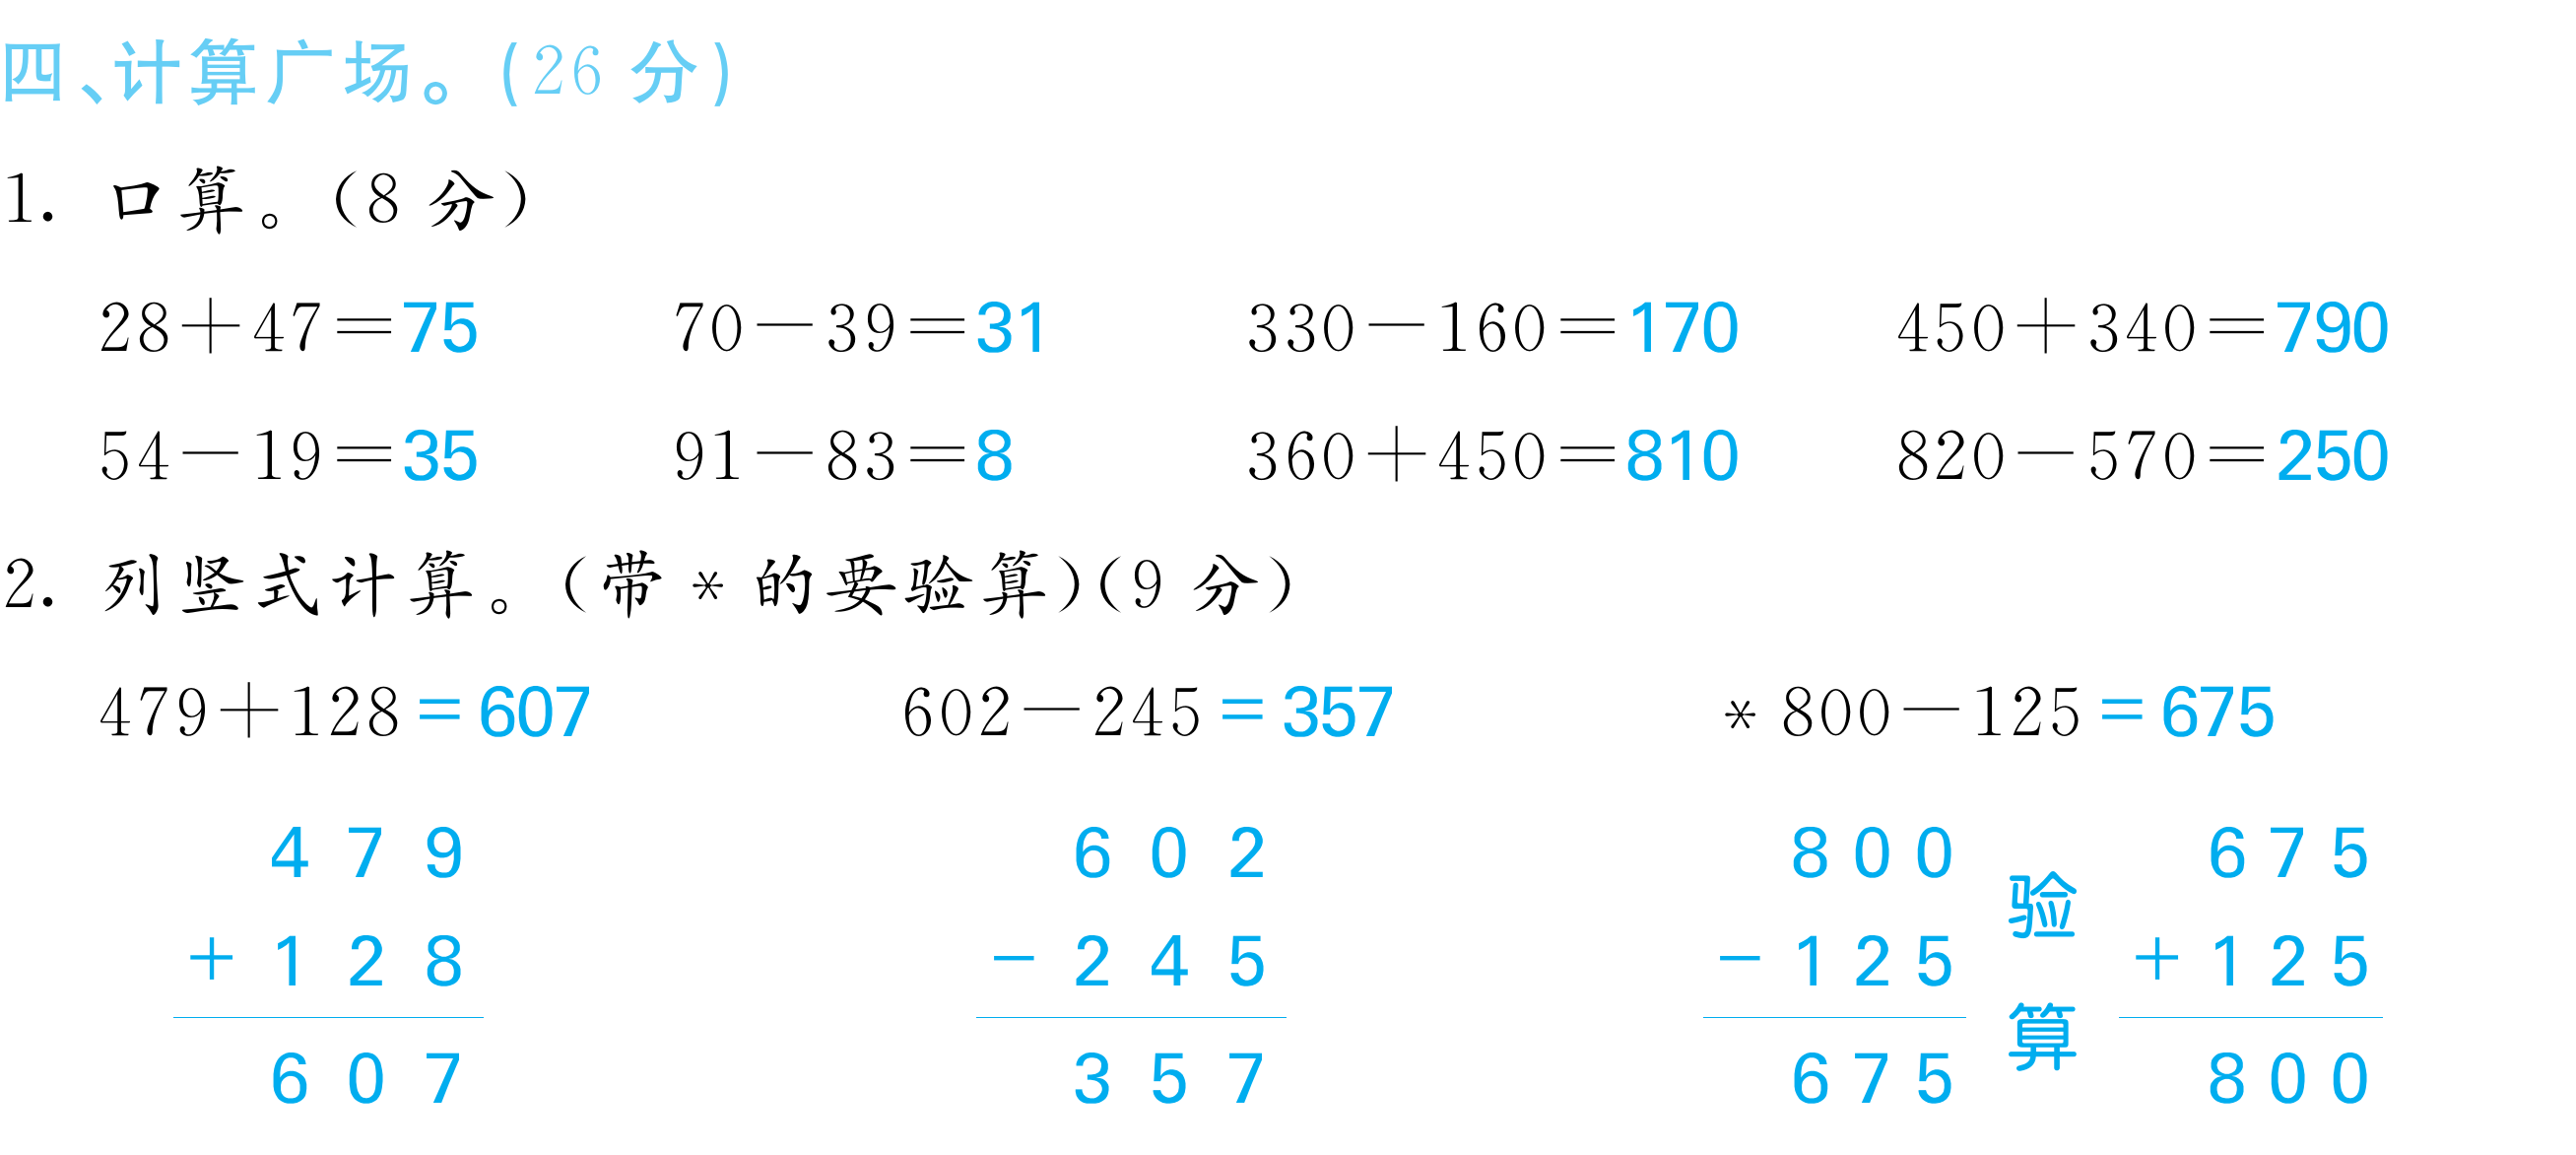 四、计算广场。(26 分)
1. 口算。(8 分)
28+47=75 70-39=31 330-160=170 450+340=790
54-19=35 91-83=8 360+450=810 820-570=250
2. 列竖式计算。(带 * 的要验算)(9 分)
479+128=607 602-245=357 *800-125=675
4 7 9 6 0 2 8 0 0 验 6 7 5
+ 1 2 8 - 2 4 5 - 1 2 5 算 + 1 2 5
6 0 7 3 5 7 6 7 5 8 0 0